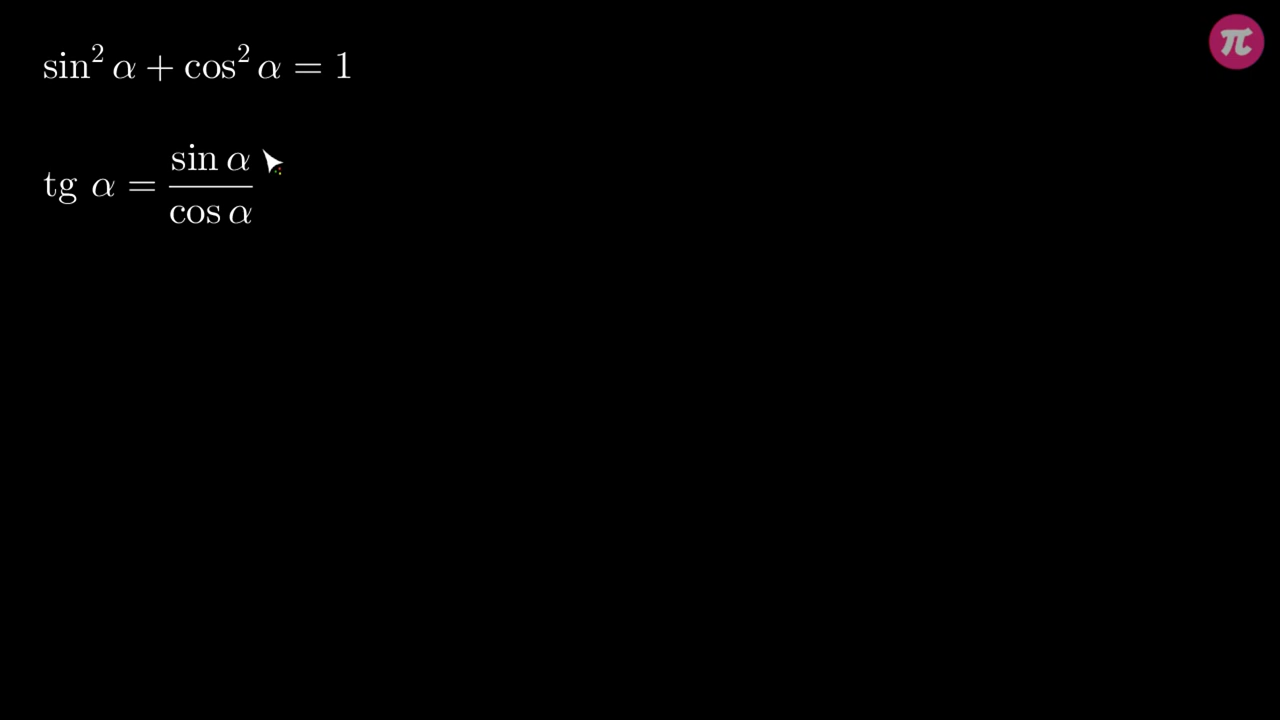 sin² α + cos² α = 1
tg α = sin α / cos α
π